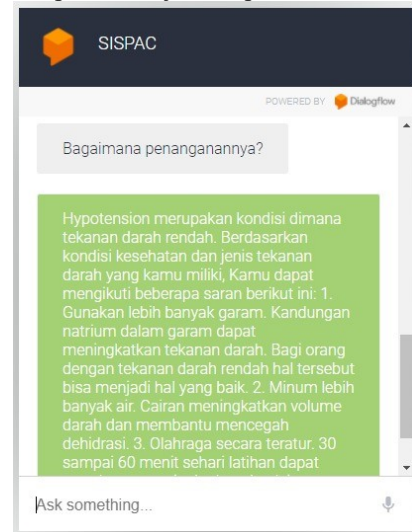 SISPAC
POWERED BY Dialogflow
Bagaimana penanganannya?
Hypotension merupakan kondisi dimana
tekanan darah rendah. Berdasarkan
kondisi kesehatan dan jenis tekanan
darah yang kamu miliki, Kamu dapat
mengikuti beberapa saran berikut ini: 1.
Gunakan lebih banyak garam. Kandungan
natrium dalam garam dapat
meningkatkan tekanan darah. Bagi orang
dengan tekanan darah rendah hal tersebut
bisa menjadi hal yang baik. 2. Minum lebih
banyak air. Cairan meningkatkan volume
darah dan membantu mencegah
dehidrasi. 3. Olahraga secara teratur. 30
sampai 60 menit sehari latihan dapat
Ask something...